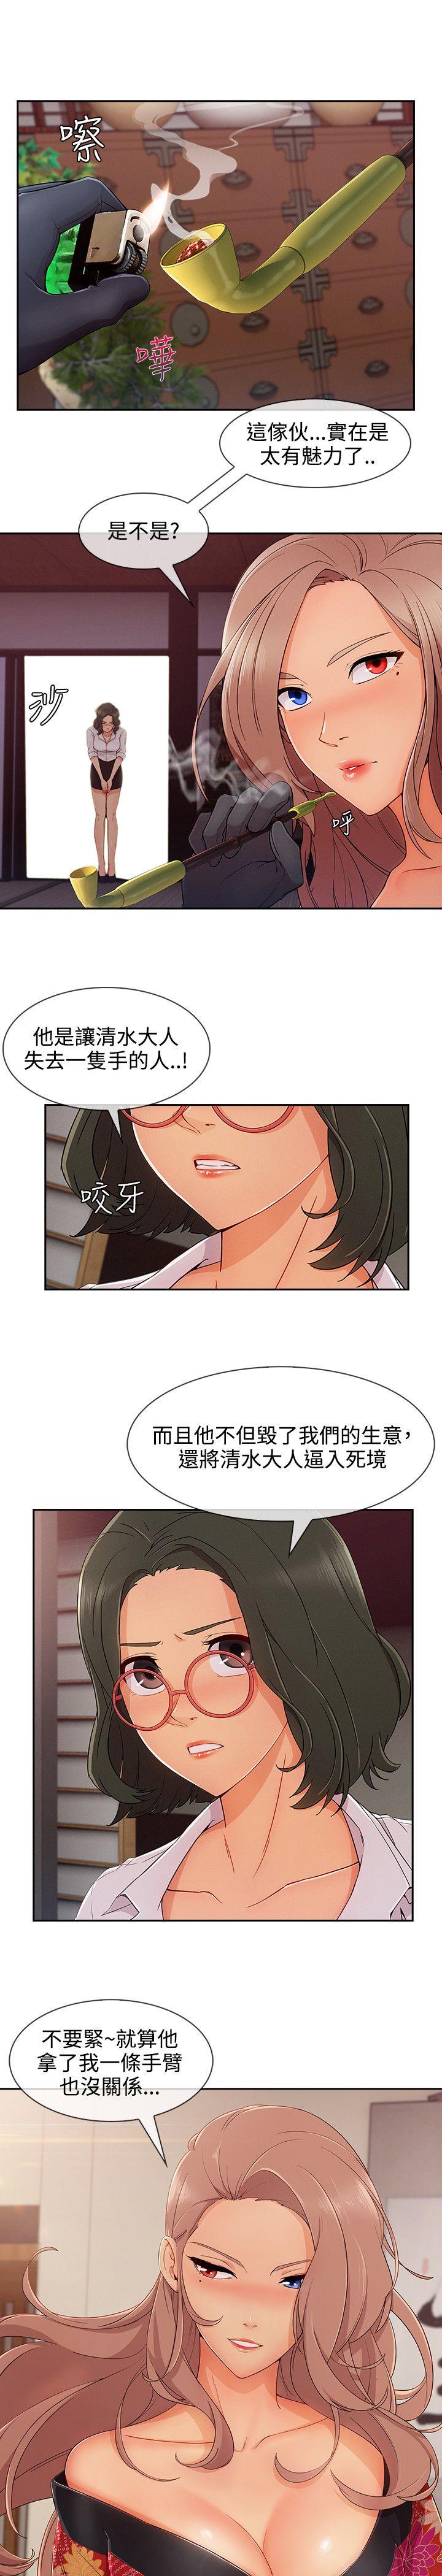 嚓
嘩
這傢伙...實在是
太有魅力了..
是不是?
沙
呼
他是讓清水大人
失去一隻手的人..!
咬牙
而且他不但毀了我們的生意,
還將清水大人逼入死境
不要緊~就算他
拿了我一條手臂
也沒關係...